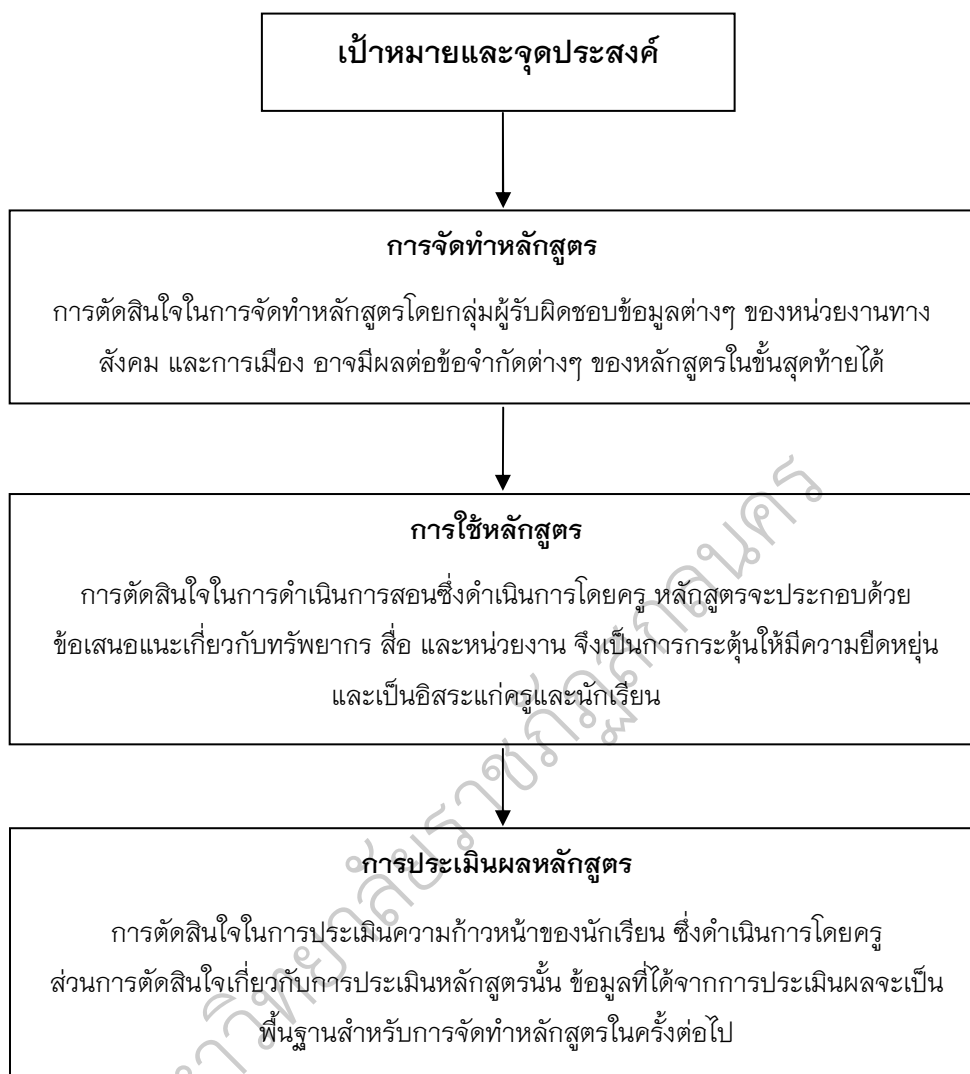 เป้าหมายและจุดประสงค์
การจัดทำหลักสูตร
การตัดสินใจในการจัดทำหลักสูตรโดยกลุ่มผู้รับผิดชอบข้อมูลต่างๆ ของหน่วยงานทาง
สังคม และการเมือง อาจมีผลต่อข้อจำกัดต่างๆ ของหลักสูตรในขั้นสุดท้ายได้
การใช้หลักสูตร
การตัดสินใจในการดำเนินการสอนซึ่งดำเนินการโดยครู หลักสูตรจะประกอบด้วย
ข้อเสนอแนะเกี่ยวกับทรัพยากร สื่อ และหน่วยงาน จึงเป็นการกระตุ้นให้มีความยืดหยุ่น
และเป็นอิสระแก่ครูและนักเรียน
การประเมินผลหลักสูตร
การตัดสินใจในการประเมินความก้าวหน้าของนักเรียน ซึ่งดำเนินการโดยครู
ส่วนการตัดสินใจเกี่ยวกับการประเมินหลักสูตรนั้น ข้อมูลที่ได้จากการประเมินผลจะเป็น
พื้นฐานสำหรับการจัดทำหลักสูตรในครั้งต่อไป
วิทยาลัยราชภัฏสกลนคร